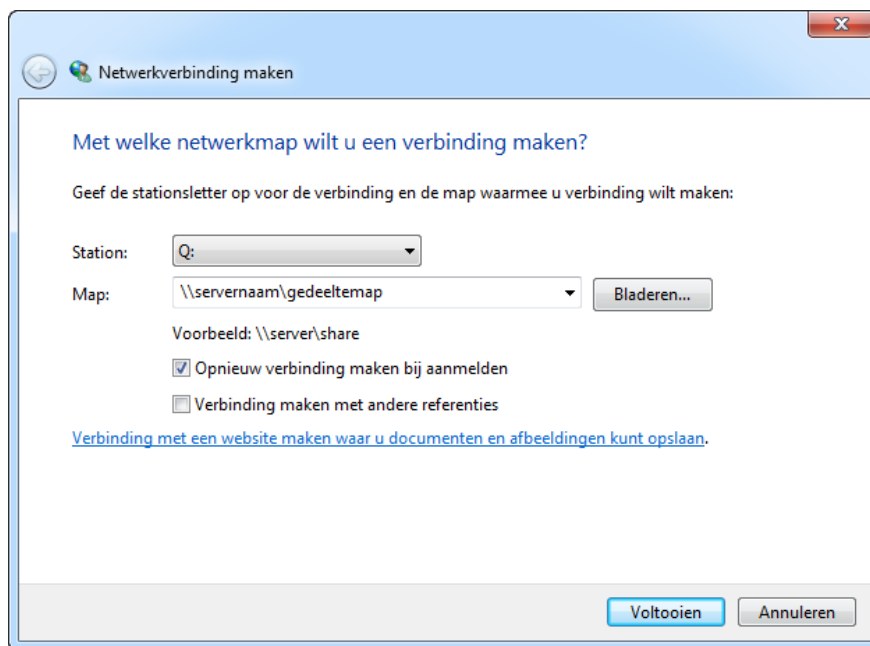 Netwerkverbinding maken
Met welke netwerkmap wilt u een verbinding maken?
Geef de stationsletter op voor de verbinding en de map waarmee u verbinding wilt maken:
Station: Q:
Map: \\servernaam\gedeeltemap Bladeren...
Voorbeeld: \\server\share
Opnieuw verbinding maken bij aanmelden
Verbinding maken met andere referenties
Verbinding met een website maken waar u documenten en afbeeldingen kunt opslaan.
Voltooien Annuleren